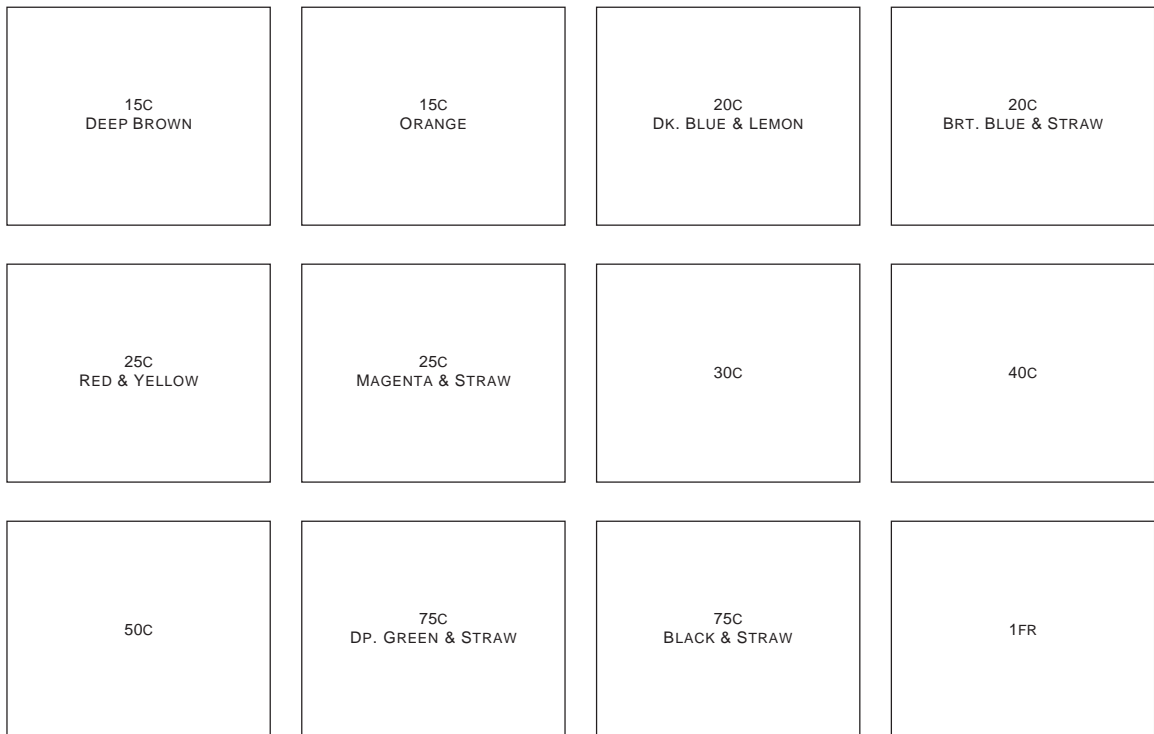 15C
DEEP BROWN
15C
ORANGE
20C
DK. BLUE & LEMON
20C
BRT. BLUE & STRAW
25C
RED & YELLOW
25C
MAGENTA & STRAW
30C
40C
50C
75C
DP. GREEN & STRAW
75C
BLACK & STRAW
1FR